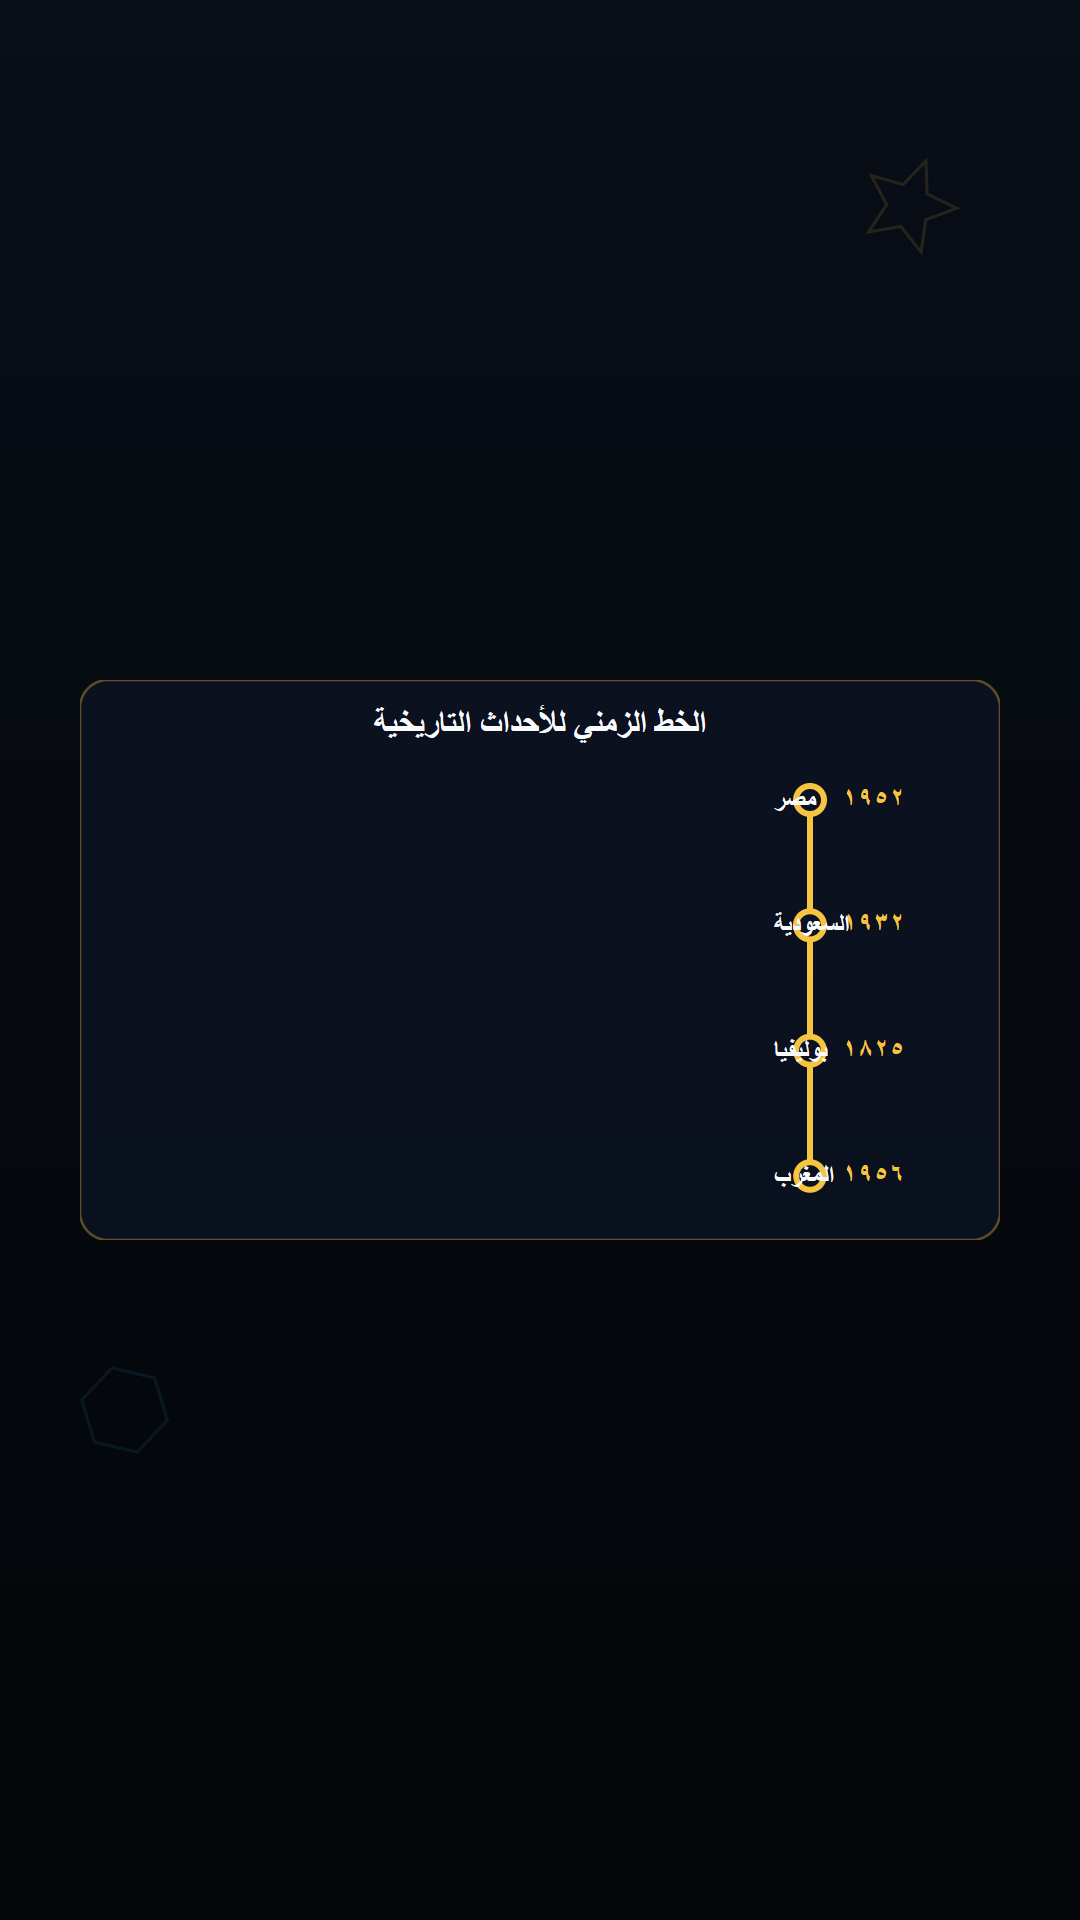 الخط الزمني للأحداث التاريخية
١٩٥٢ مصر
١٩٣٢ السعودية
١٨٢٥ بوليفيا
١٩٥٦ المغرب